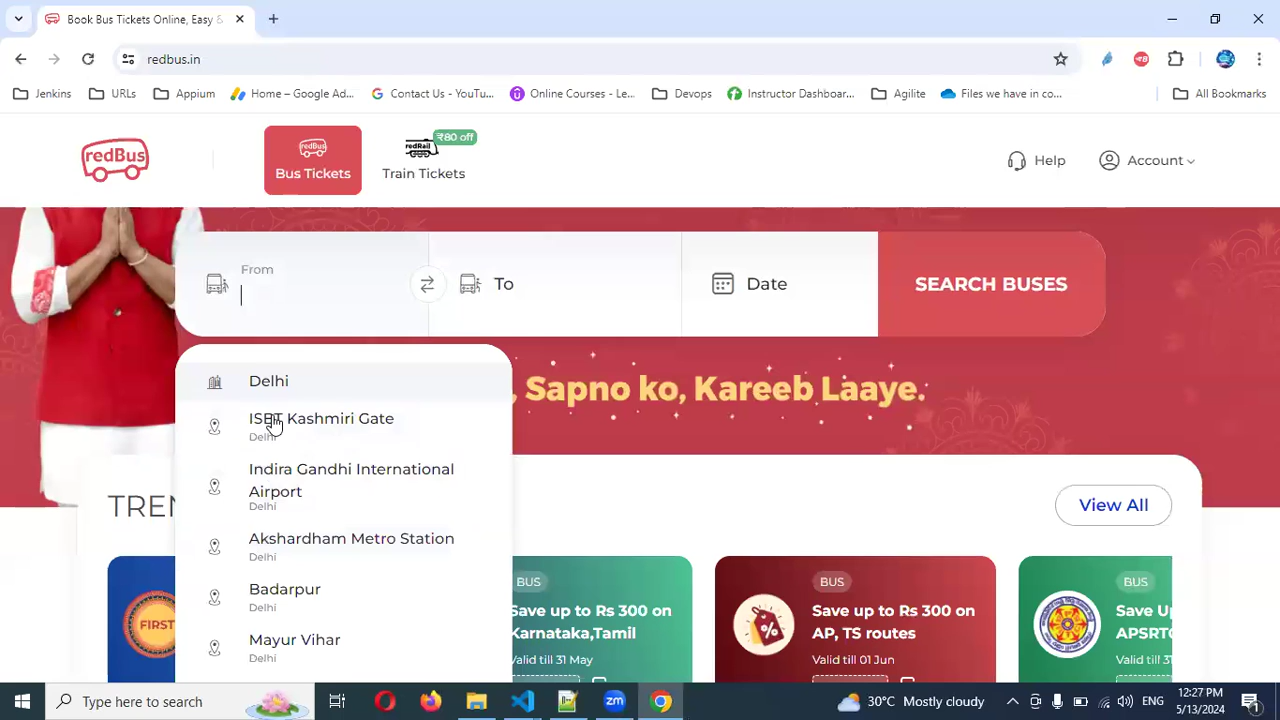 Book Bus Tickets Online, Easy &
redbus.in
Jenkins
URLs
Appium
Home – Google Ad...
Contact Us - YouTu...
Online Courses - Le...
Devops
Instructor Dashboar...
Agilite
Files we have in co...
All Bookmarks
redBus
redBus
Bus Tickets
redRail
₹80 off
Train Tickets
Help
Account
From
To
Date
SEARCH BUSES
, Sapno ko, Kareeb Laaye.
Delhi
ISBT Kashmiri Gate
Delhi
Indira Gandhi International
Airport
Delhi
Akshardham Metro Station
Delhi
Badarpur
Delhi
Mayur Vihar
Delhi
TREN
View All
FIRST
BUS
Save up to Rs 300 on
Karnataka,Tamil
Valid till 31 May
BUS
Save up to Rs 300 on
AP, TS routes
Valid till 01 Jun
BUS
Save U
APSRTC
Valid till
Type here to search
zm
30°C Mostly cloudy
ENG
12:27 PM
5/13/2024
1